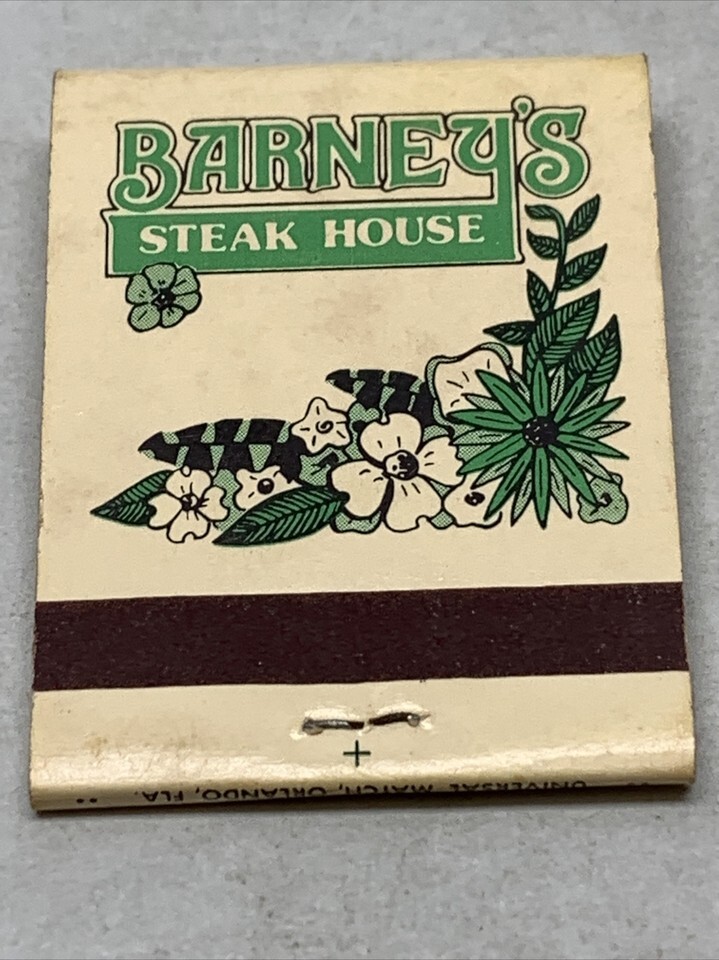 BARNEY'S
STEAK HOUSE
UNIVERSAL MATCH, ORLANDO, FLA.